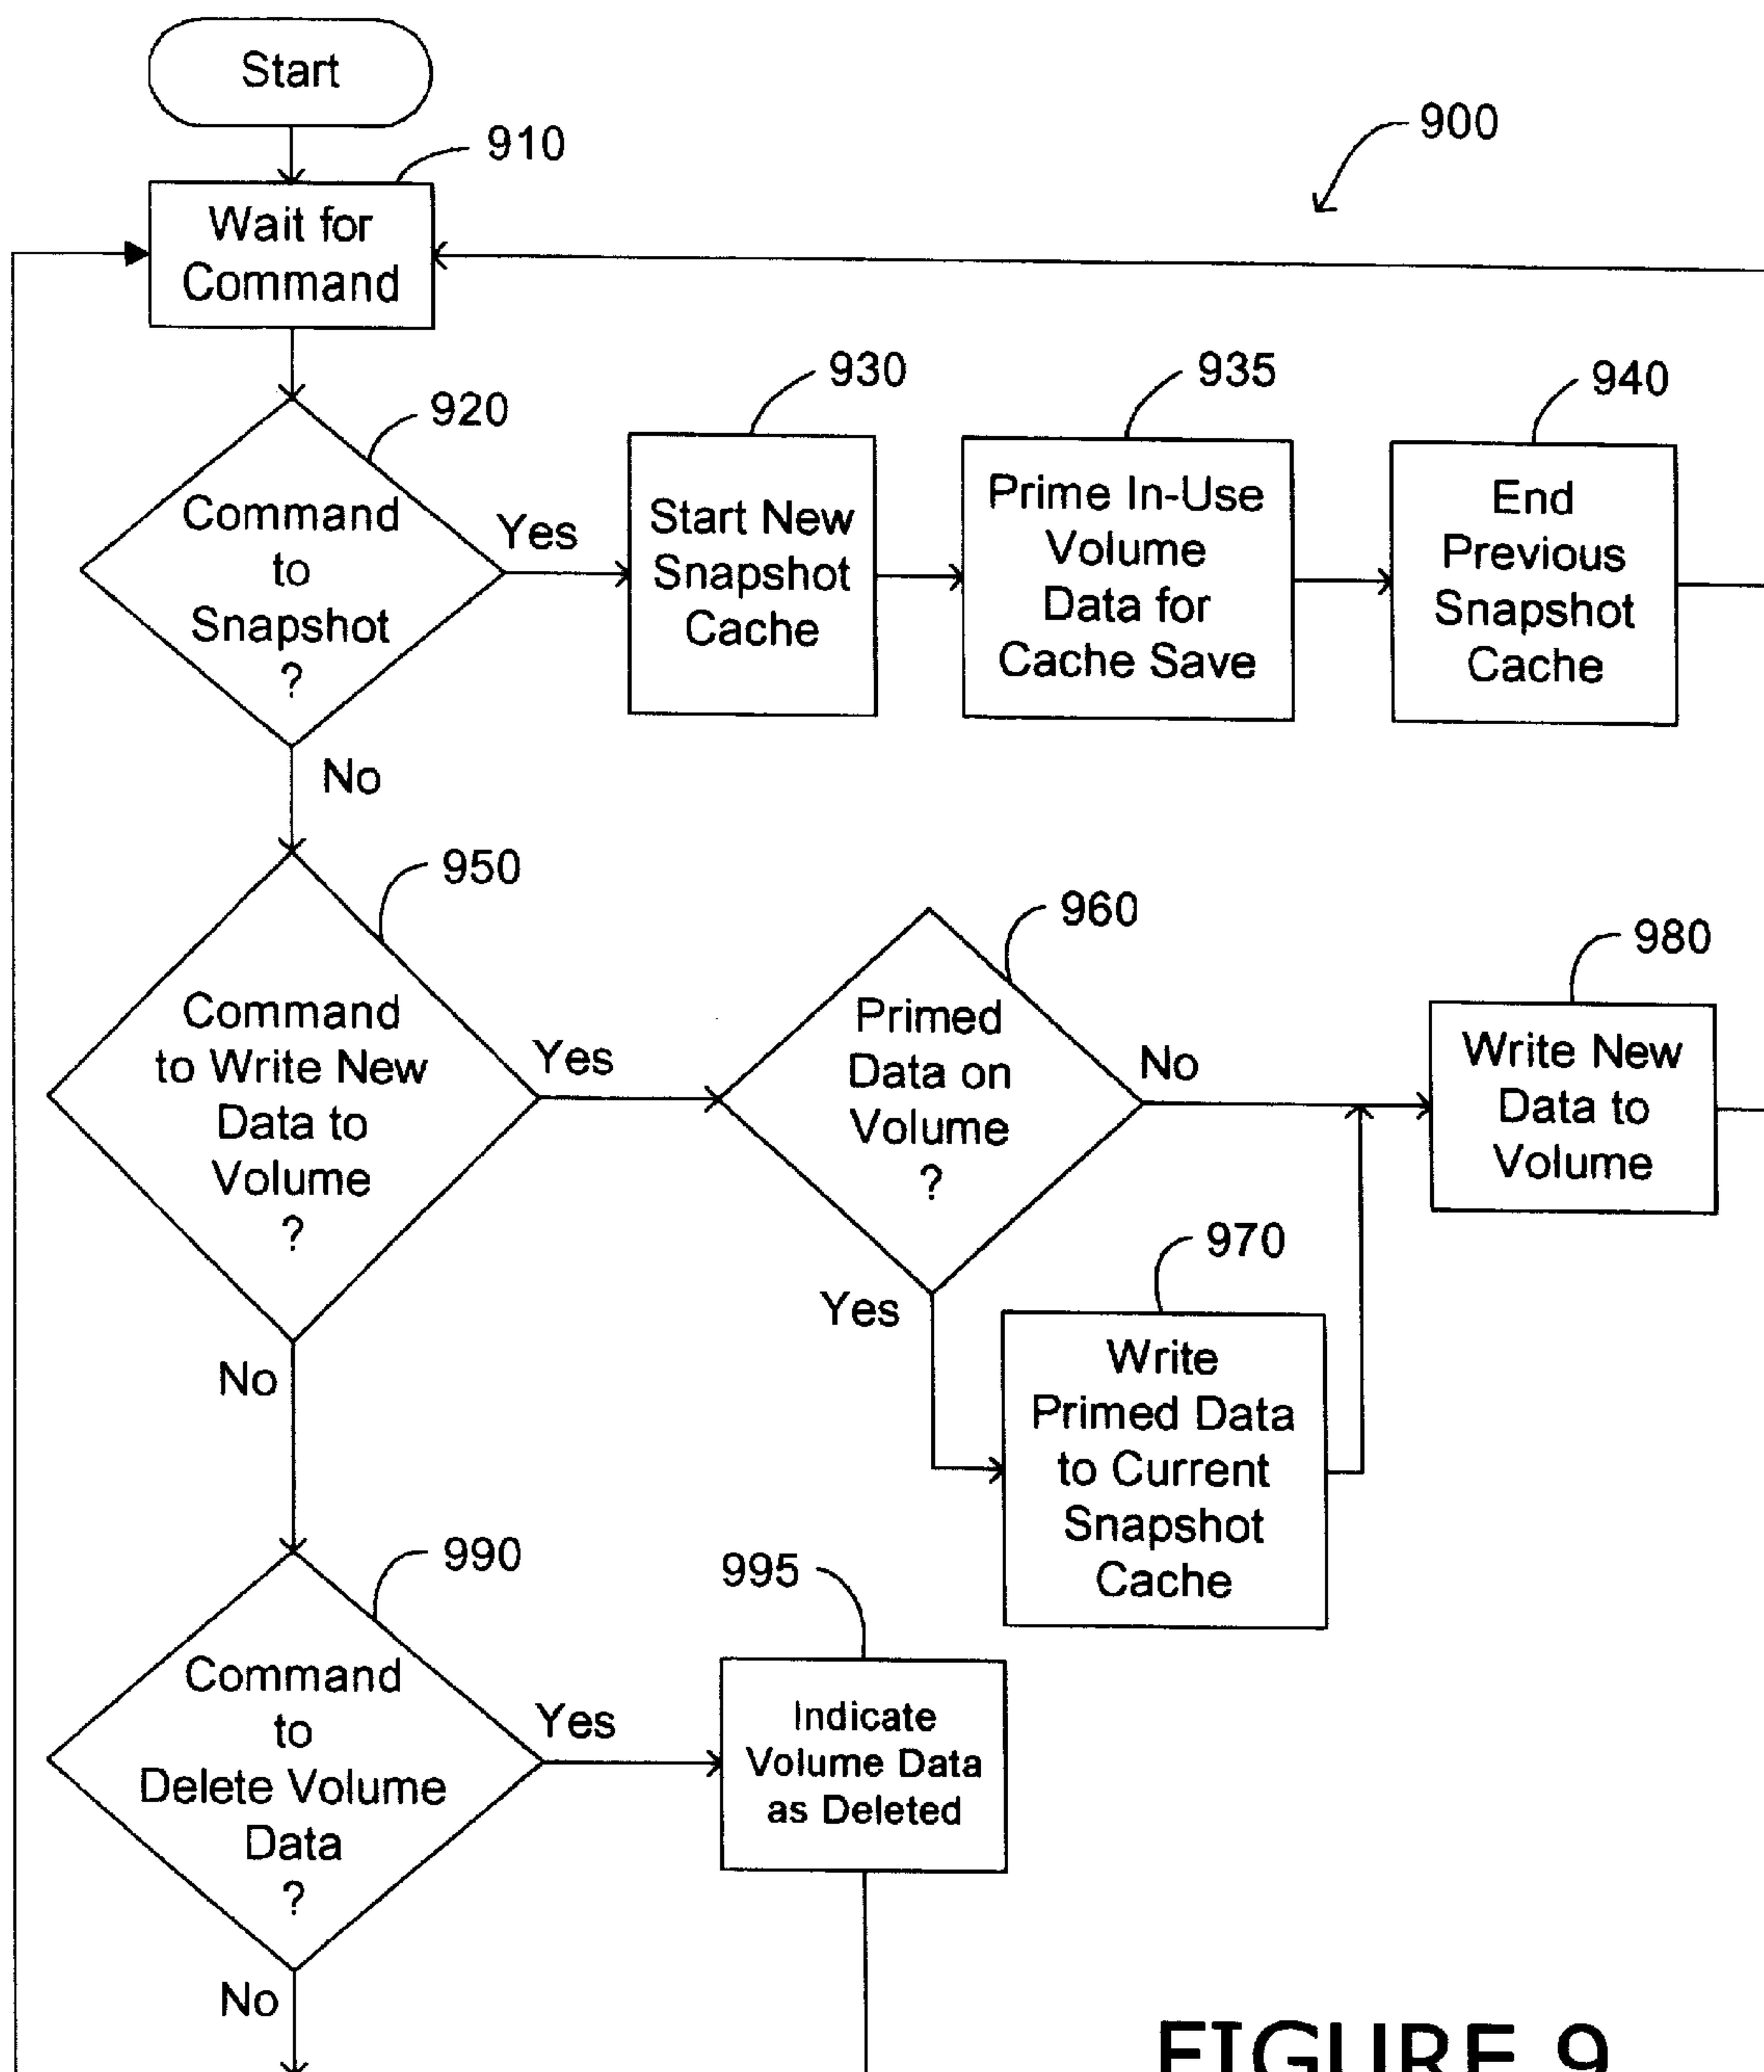 Start
910
900
Wait for
Command
920
930
935
940
Command
to
Snapshot
?
Yes
Start New
Snapshot
Cache
Prime In-Use
Volume
Data for
Cache Save
End
Previous
Snapshot
Cache
No
950
960
980
Command
to Write New
Data to
Volume
?
Yes
Primed
Data on
Volume
?
No
Write New
Data to
Volume
Yes
970
Write
Primed Data
to Current
Snapshot
Cache
No
990
995
Command
to
Delete Volume
Data
?
Yes
Indicate
Volume Data
as Deleted
No
FIGURE 9